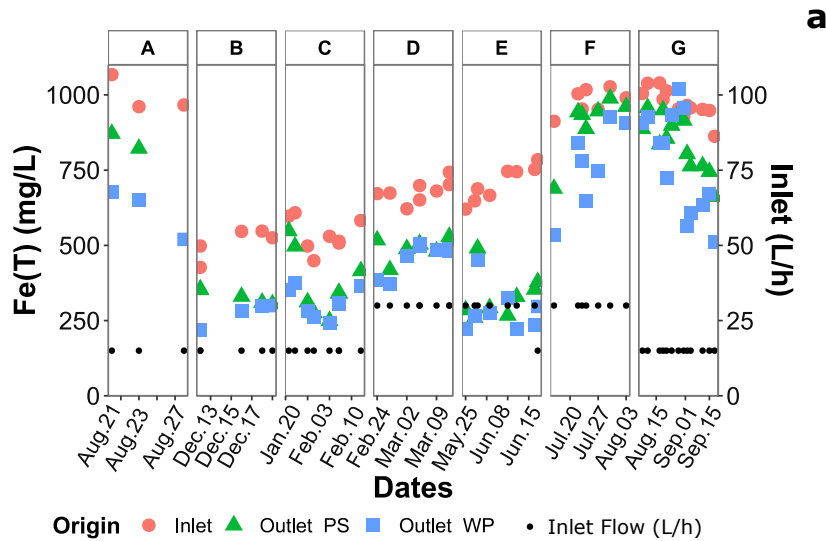 a
A B C D E F G
Fe(T) (mg/L)
1000
750
500
250
0
100
75
50
25
0
Inlet (L/h)
Aug.21 Aug.23 Aug.27 Dec.13 Dec.15 Dec.17 Jan.20 Feb.03 Feb.10 Feb.24 Mar.02 Mar.09 May.25 Jun.08 Jun.15 Jul.20 Jul.27 Aug.03 Aug.15 Sep.01 Sep.15
Dates
Origin Inlet Outlet PS Outlet WP Inlet Flow (L/h)